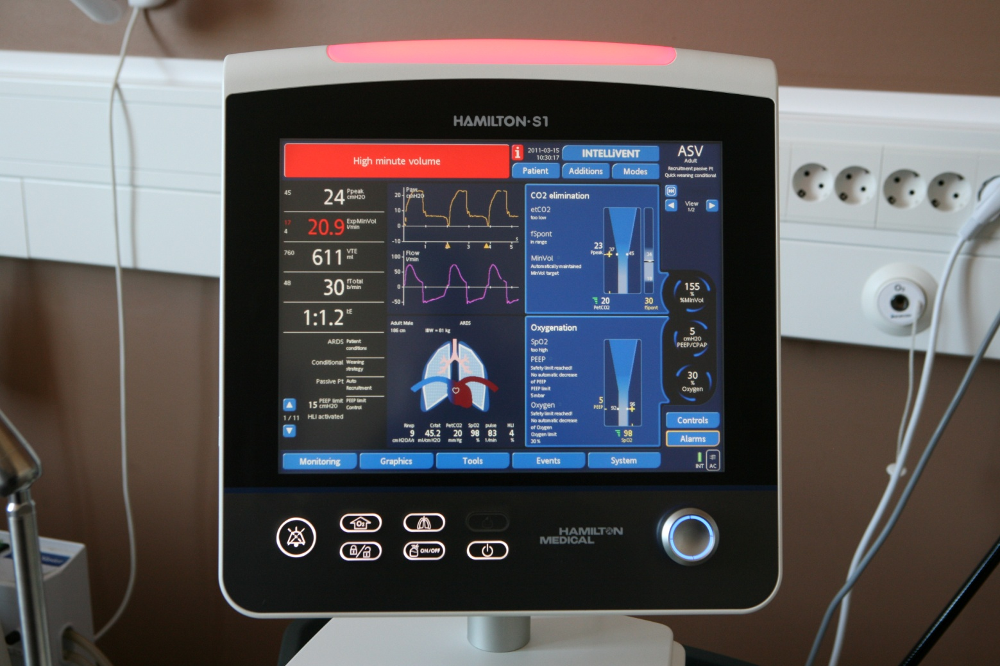 HAMILTON·S1
High minute volume
i
2011-03-15
10:30:17
INTELLiVENT
Patient
Additions
Modes
ASV
Adult
Recruitment passive Pt
Quick weaning conditional
45
24
Ppeak
cmH2O
17
4
20.9
ExpMinVol
l/min
760
611
VTE
ml
48
30
fTotal
b/min
1:1.2
I:E
ARDS
Patient
conditions
Conditional
Weaning
strategy
Passive Pt
Auto
Recruitment
15
PEEP limit
cmH2O
PEEP limit
Control
1/11
HLI activated
Paw
cmH2O
20
10
0
-10
1
2
3
4
5
s
Flow
l/min
100
50
0
-50
Adult Male
186 cm
IBW = 81 kg
ARDS
Rinsp
9
cmH2O/l/s
Cstat
45.2
ml/cmH2O
PetCO2
20
mmHg
SpO2
98
%
pulse
83
1/min
HLI
4
%
CO2 elimination
etCO2
too low
fSpont
in range
MinVol
Automatically maintained
MinVol target
23
Ppeak
37
45
34
18
20
PetCO2
30
fSpont
Oxygenation
SpO2
too high
PEEP
Safety limit reached!
No automatic decrease
of PEEP
PEEP limit
5 mbar
Oxygen
Safety limit reached!
No automatic decrease
of Oxygen
Oxygen limit
30 %
5
PEEP
92
96
98
SpO2
View
1/2
155
%
%MinVol
5
cmH2O
PEEP/CPAP
30
%
Oxygen
Controls
Alarms
Monitoring
Graphics
Tools
Events
System
INT
AC
O2
ON/OFF
HAMILTON
MEDICAL
O2